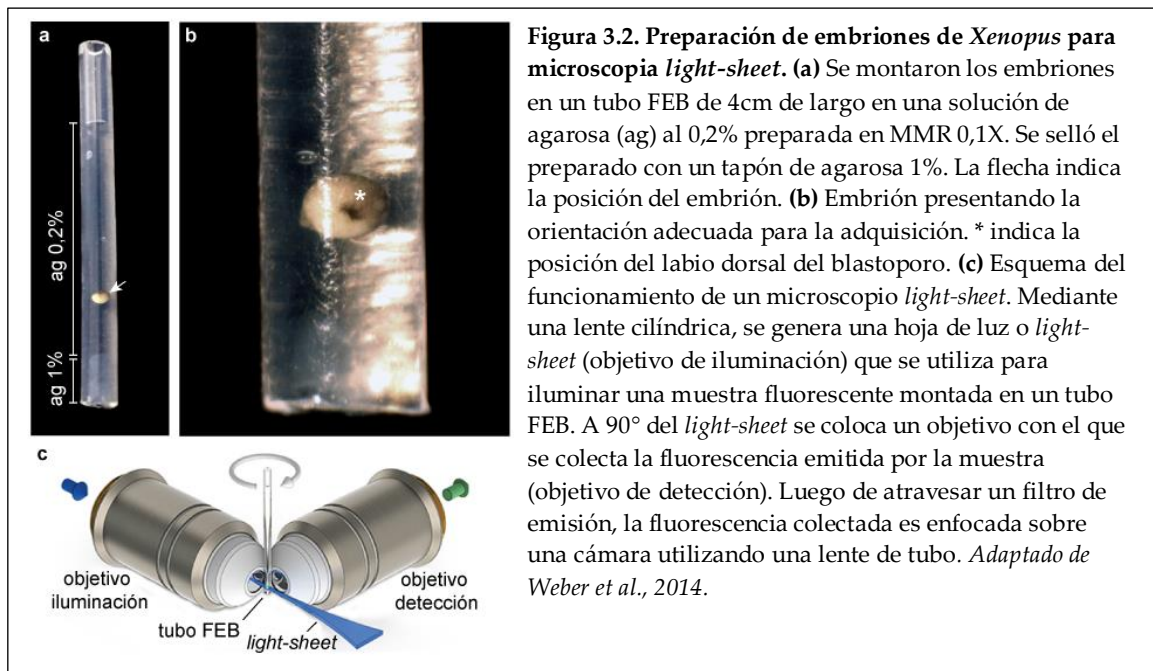 a
b
ag 0,2%
ag 1%
*
c
objetivo
iluminación
tubo FEB
light-sheet
objetivo
detección
Figura 3.2. Preparación de embriones de Xenopus para
microscopia light-sheet. (a) Se montaron los embriones
en un tubo FEB de 4cm de largo en una solución de
agarosa (ag) al 0,2% preparada en MMR 0,1X. Se selló el
preparado con un tapón de agarosa 1%. La flecha indica
la posición del embrión. (b) Embrión presentando la
orientación adecuada para la adquisición. * indica la
posición del labio dorsal del blastoporo. (c) Esquema del
funcionamiento de un microscopio light-sheet. Mediante
una lente cilíndrica, se genera una hoja de luz o light-
sheet (objetivo de iluminación) que se utiliza para
iluminar una muestra fluorescente montada en un tubo
FEB. A 90° del light-sheet se coloca un objetivo con el que
se colecta la fluorescencia emitida por la muestra
(objetivo de detección). Luego de atravesar un filtro de
emisión, la fluorescencia colectada es enfocada sobre
una cámara utilizando una lente de tubo. Adaptado de
Weber et al., 2014.